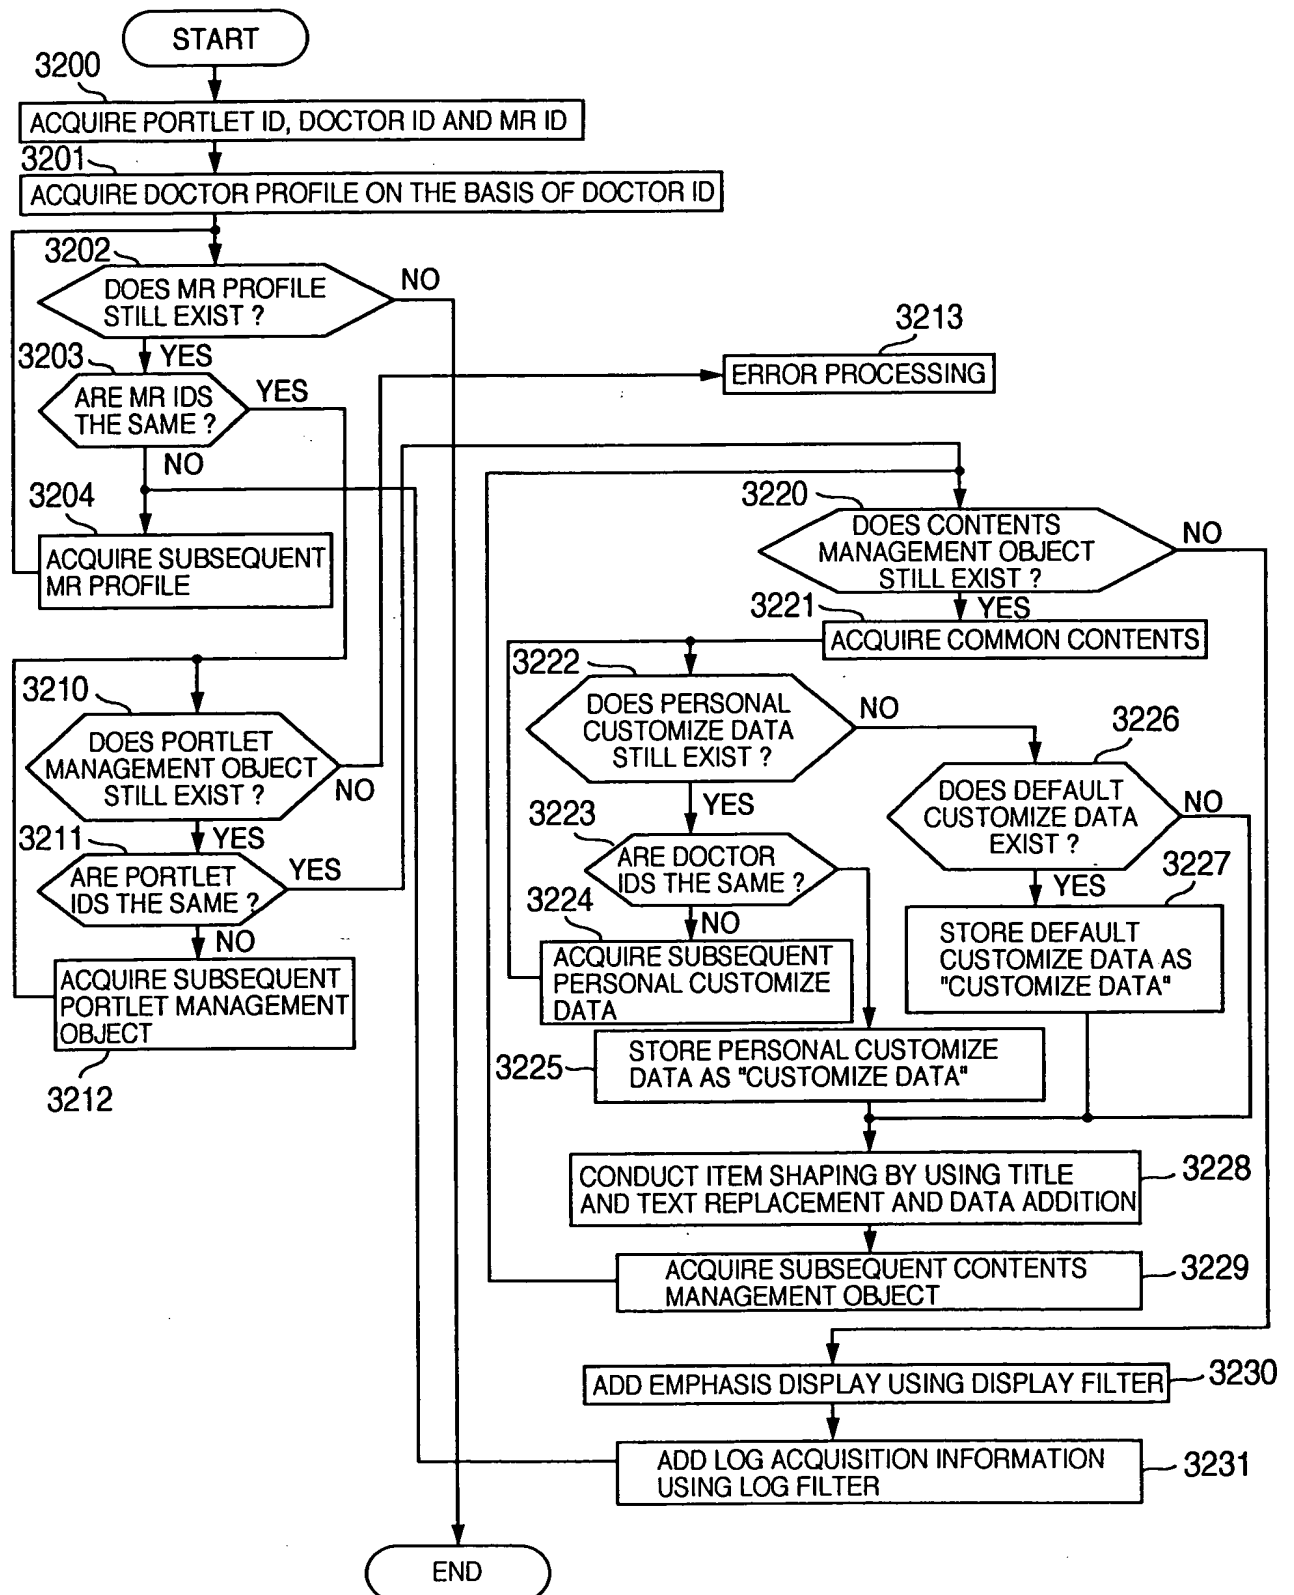 START
3200
ACQUIRE PORTLET ID, DOCTOR ID AND MR ID
3201
ACQUIRE DOCTOR PROFILE ON THE BASIS OF DOCTOR ID
3202
DOES MR PROFILE
STILL EXIST ?
NO
YES
3203
ARE MR IDS
THE SAME ?
YES
NO
3204
ACQUIRE SUBSEQUENT
MR PROFILE
3210
DOES PORTLET
MANAGEMENT OBJECT
STILL EXIST ?
NO
YES
3211
ARE PORTLET
IDS THE SAME ?
YES
NO
ACQUIRE SUBSEQUENT
PORTLET MANAGEMENT
OBJECT
3212
3213
ERROR PROCESSING
3220
DOES CONTENTS
MANAGEMENT OBJECT
STILL EXIST ?
NO
YES
3221
ACQUIRE COMMON CONTENTS
3222
DOES PERSONAL
CUSTOMIZE DATA
STILL EXIST ?
NO
YES
3223
ARE DOCTOR
IDS THE SAME ?
NO
3224
ACQUIRE SUBSEQUENT
PERSONAL CUSTOMIZE
DATA
3225
STORE PERSONAL CUSTOMIZE
DATA AS "CUSTOMIZE DATA"
3226
DOES DEFAULT
CUSTOMIZE DATA
EXIST ?
NO
YES
3227
STORE DEFAULT
CUSTOMIZE DATA AS
"CUSTOMIZE DATA"
CONDUCT ITEM SHAPING BY USING TITLE
AND TEXT REPLACEMENT AND DATA ADDITION
3228
ACQUIRE SUBSEQUENT CONTENTS
MANAGEMENT OBJECT
3229
ADD EMPHASIS DISPLAY USING DISPLAY FILTER
3230
ADD LOG ACQUISITION INFORMATION
USING LOG FILTER
3231
END